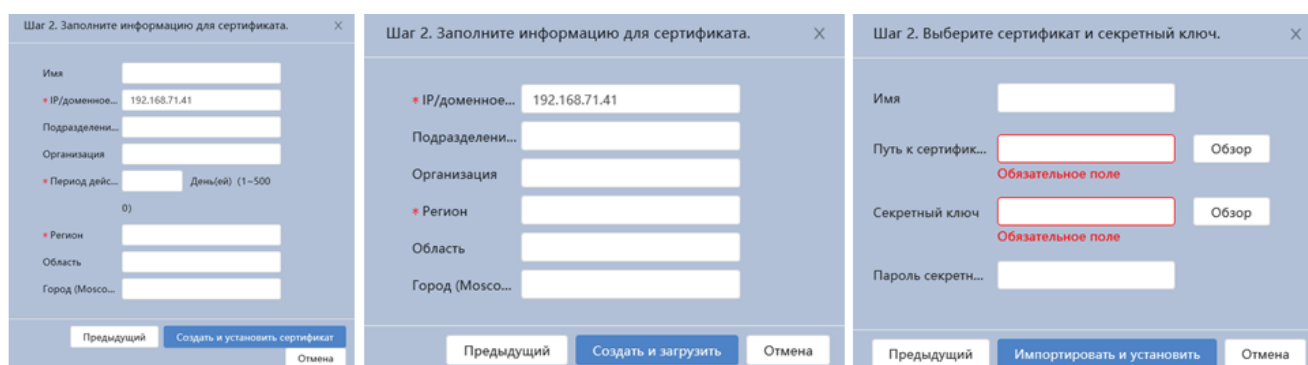 Шаг 2. Заполните информацию для сертификата.
Имя
* IP/доменное... 192.168.71.41
Подразделени...
Организация
* Период дейс... День(ей) (1~500
0)
* Регион
Область
Город (Mosco...
Предыдущий Создать и установить сертификат
Отмена
Шаг 2. Заполните информацию для сертификата.
* IP/доменное... 192.168.71.41
Подразделени...
Организация
* Регион
Область
Город (Mosco...
Предыдущий Создать и загрузить Отмена
Шаг 2. Выберите сертификат и секретный ключ.
Имя
Путь к сертифик... Обзор
Обязательное поле
Секретный ключ Обзор
Обязательное поле
Пароль секретн...
Предыдущий Импортировать и установить Отмена